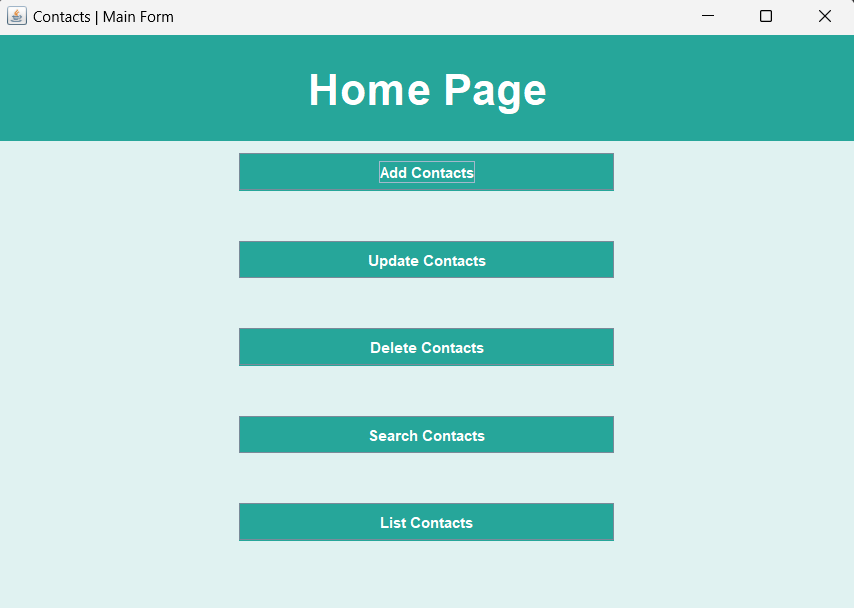 Contacts | Main Form
Home Page
Add Contacts
Update Contacts
Delete Contacts
Search Contacts
List Contacts